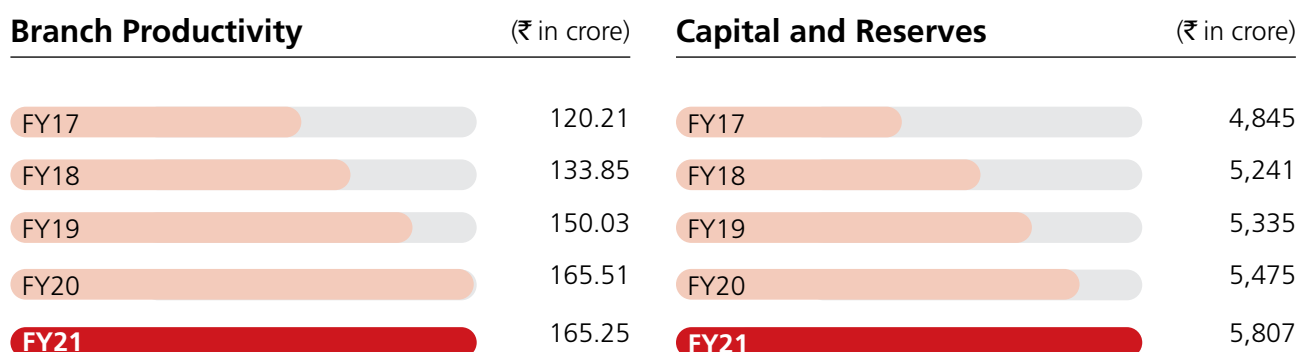 Branch Productivity (₹ in crore)
FY17 120.21
FY18 133.85
FY19 150.03
FY20 165.51
FY21 165.25
Capital and Reserves (₹ in crore)
FY17 4,845
FY18 5,241
FY19 5,335
FY20 5,475
FY21 5,807